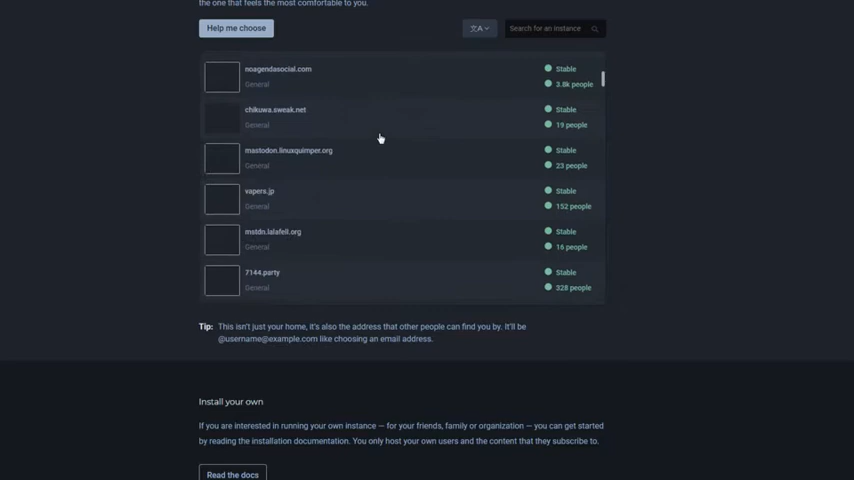 the one that feels the most comfortable to you.
Help me choose
文A
Search for an instance
noagendasocial.com
Stable
General
3.8k people
chikuwa.sweak.net
Stable
General
19 people
mastodon.linuxquimper.org
Stable
General
23 people
vapers.jp
Stable
General
152 people
mstdn.lalafell.org
Stable
General
16 people
7144.party
Stable
General
328 people
Tip: This isn't just your home, it's also the address that other people can find you by. It'll be
@username@example.com like choosing an email address.
Install your own
If you are interested in running your own instance — for your friends, family or organization — you can get started
by reading the installation documentation. You only host your own users and the content that they subscribe to.
Read the docs